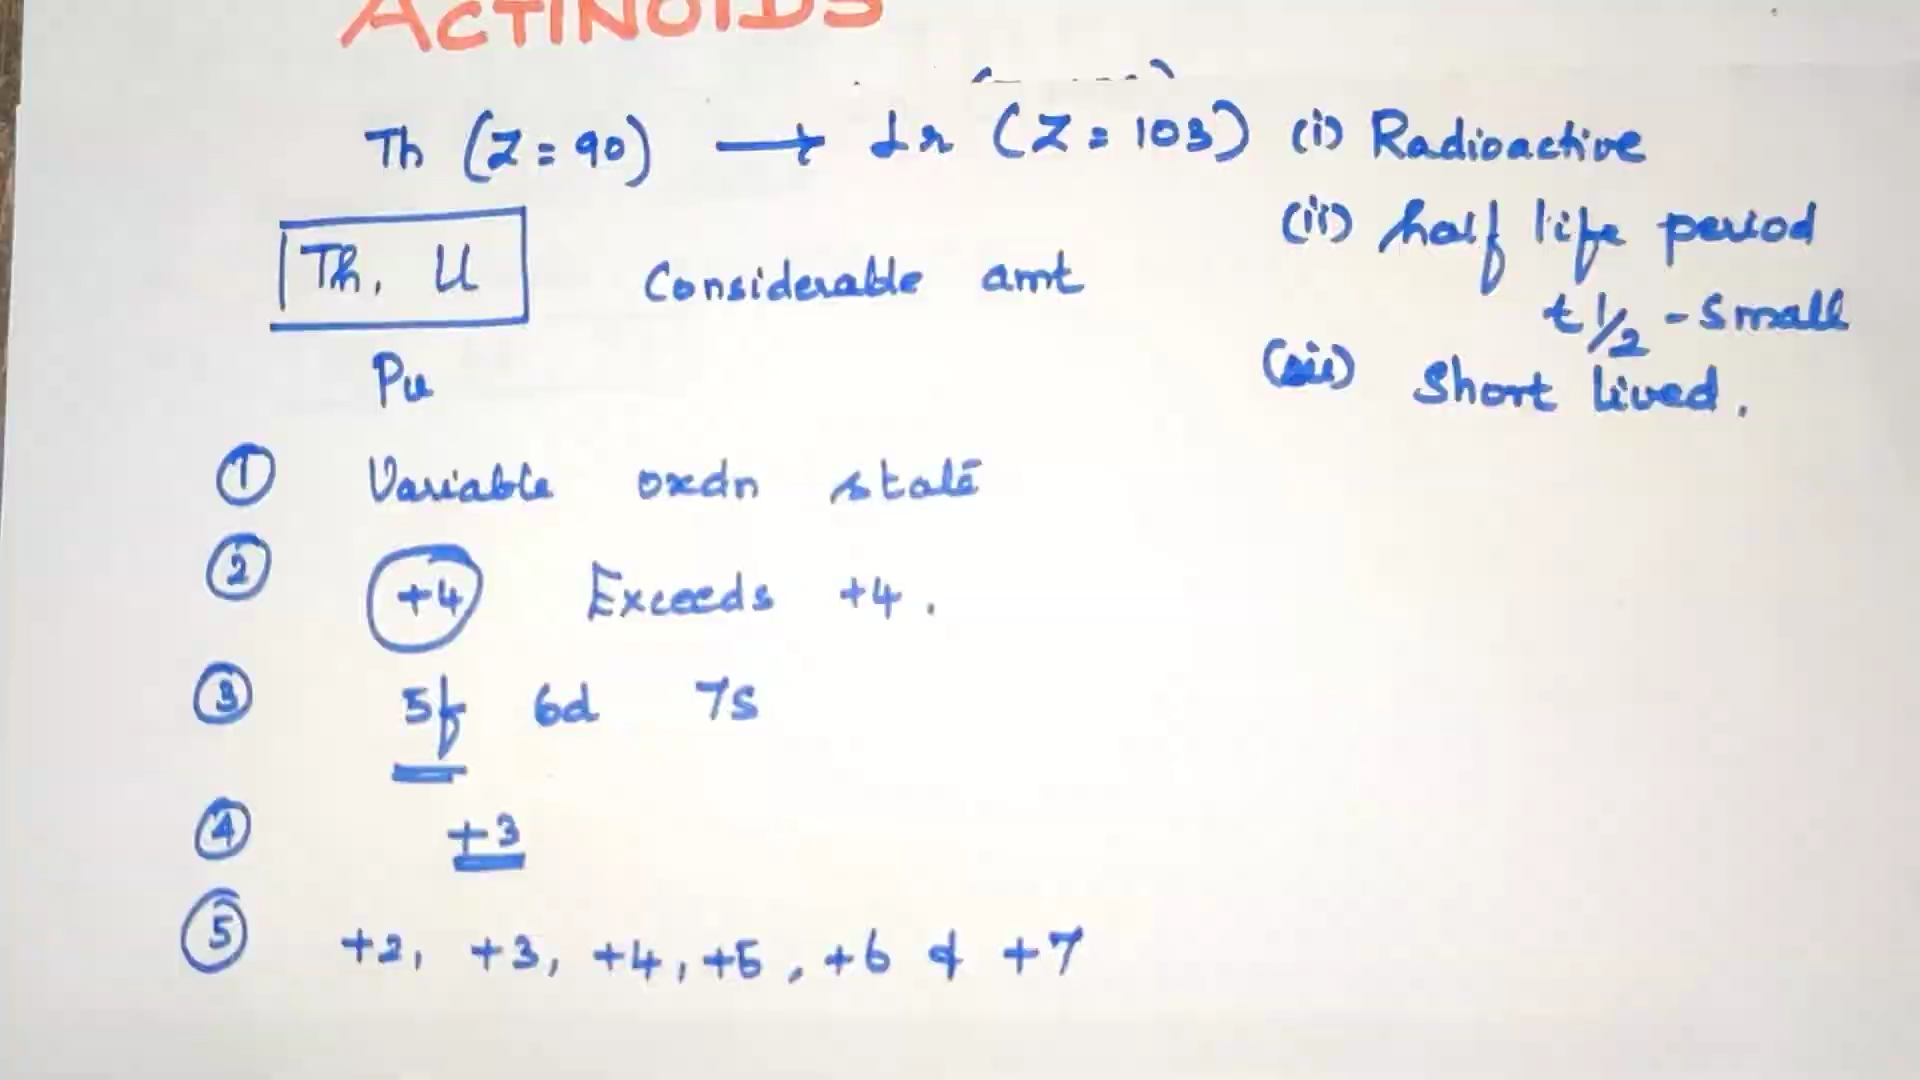 ACTINOIDS
Th (Z = 90) → Lr (Z = 103) (i) Radioactive
(ii) half life period
t 1/2 - small
(iii) Short lived.
Th, U Considerable amt
Pu
① Variable oxdn state
② +4 Exceeds +4.
③ 5f 6d 7s
④ +3
⑤ +2, +3, +4, +5, +6 & +7